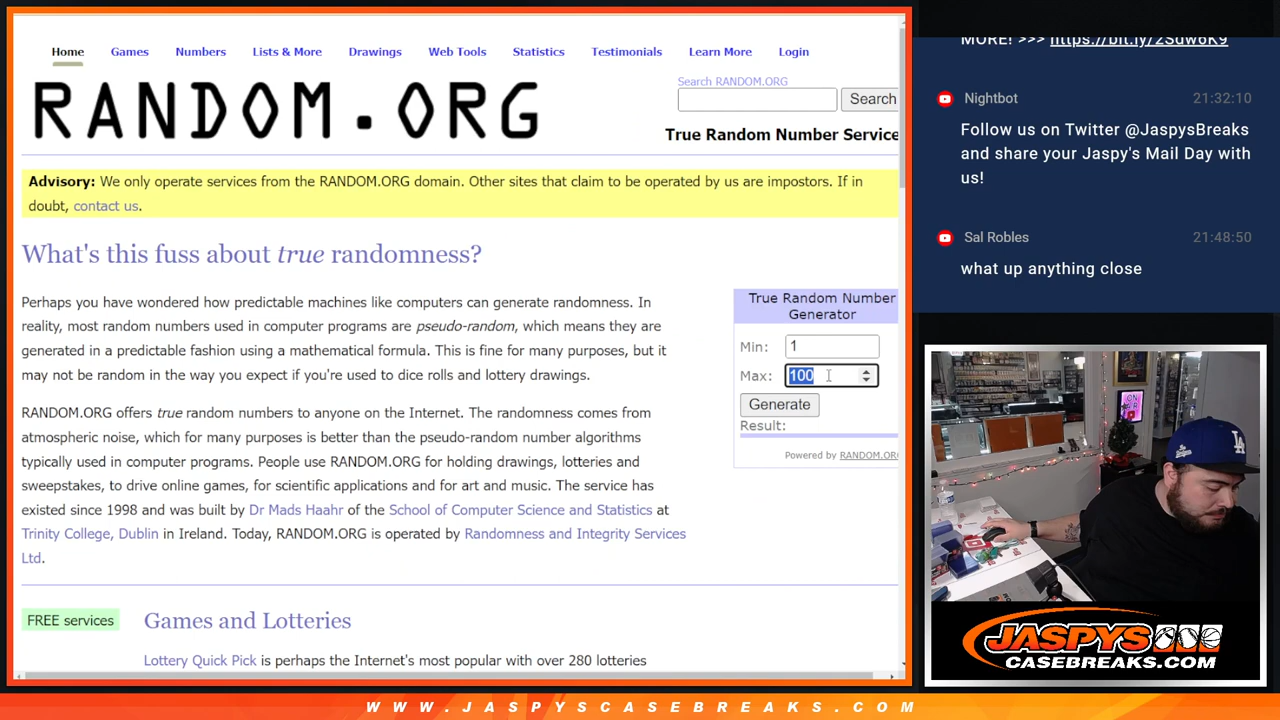 Home Games Numbers Lists & More Drawings Web Tools Statistics Testimonials Learn More Login
RANDOM.ORG
Search RANDOM.ORG
Search
True Random Number Service
Advisory: We only operate services from the RANDOM.ORG domain. Other sites that claim to be operated by us are impostors. If in
doubt, contact us.
What's this fuss about true randomness?
Perhaps you have wondered how predictable machines like computers can generate randomness. In
reality, most random numbers used in computer programs are pseudo-random, which means they are
generated in a predictable fashion using a mathematical formula. This is fine for many purposes, but it
may not be random in the way you expect if you're used to dice rolls and lottery drawings.
RANDOM.ORG offers true random numbers to anyone on the Internet. The randomness comes from
atmospheric noise, which for many purposes is better than the pseudo-random number algorithms
typically used in computer programs. People use RANDOM.ORG for holding drawings, lotteries and
sweepstakes, to drive online games, for scientific applications and for art and music. The service has
existed since 1998 and was built by Dr Mads Haahr of the School of Computer Science and Statistics at
Trinity College, Dublin in Ireland. Today, RANDOM.ORG is operated by Randomness and Integrity Services
Ltd.
True Random Number
Generator
Min: 1
Max: 100
Generate
Result:
Powered by RANDOM.ORG
FREE services
Games and Lotteries
Lottery Quick Pick is perhaps the Internet's most popular with over 280 lotteries
MORE! >>> https://bit.ly/2Sdw6K9
Nightbot 21:32:10
Follow us on Twitter @JaspysBreaks
and share your Jaspy's Mail Day with
us!
Sal Robles 21:48:50
what up anything close
JASPYS
CASEBREAKS.COM
WWW.JASPYSCASEBREAKS.COM